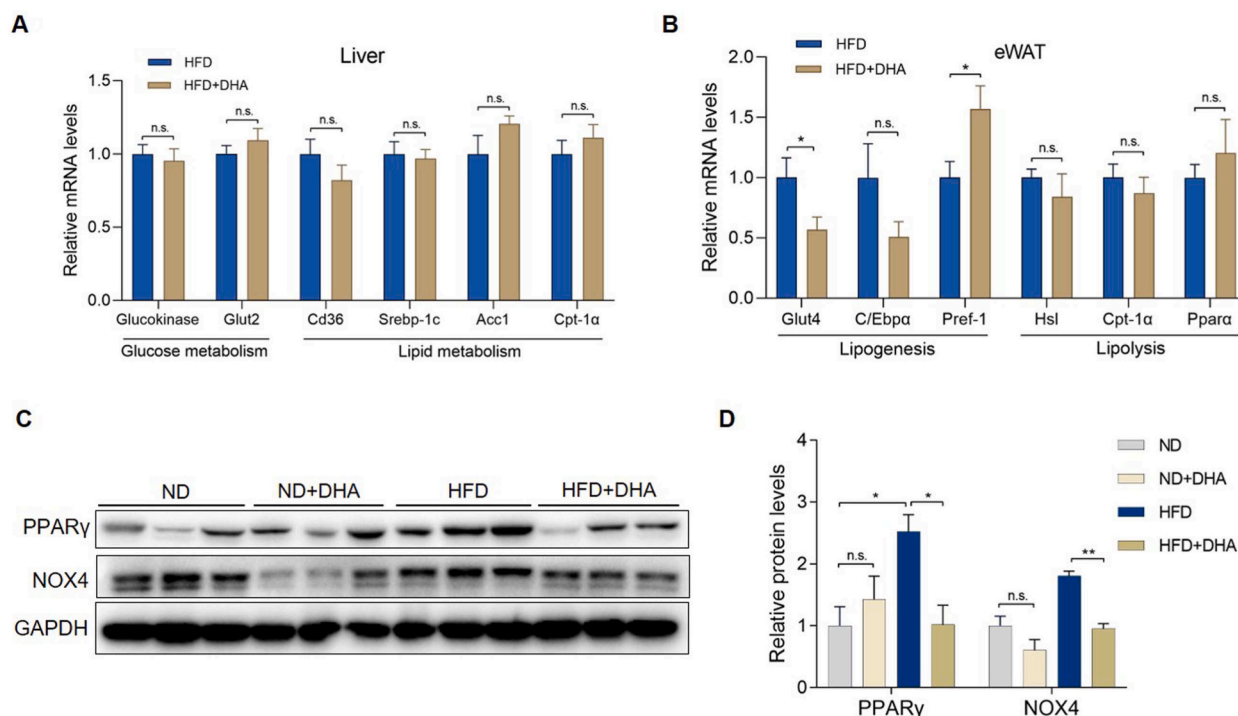 A
Liver
HFD
HFD+DHA
Relative mRNA levels
1.5
1.0
0.5
0.0
n.s. n.s. n.s. n.s. n.s. n.s.
Glucokinase Glut2 Cd36 Srebp-1c Acc1 Cpt-1α
Glucose metabolism Lipid metabolism
B
eWAT
HFD
HFD+DHA
Relative mRNA levels
2.0
1.5
1.0
0.5
0.0
* n.s. * n.s. n.s. n.s.
Glut4 C/Ebpα Pref-1 Hsl Cpt-1α Pparα
Lipogenesis Lipolysis
C
ND ND+DHA HFD HFD+DHA
PPARγ
NOX4
GAPDH
D
ND
ND+DHA
HFD
HFD+DHA
Relative protein levels
4
3
2
1
0
n.s. * * n.s. **
PPARγ NOX4